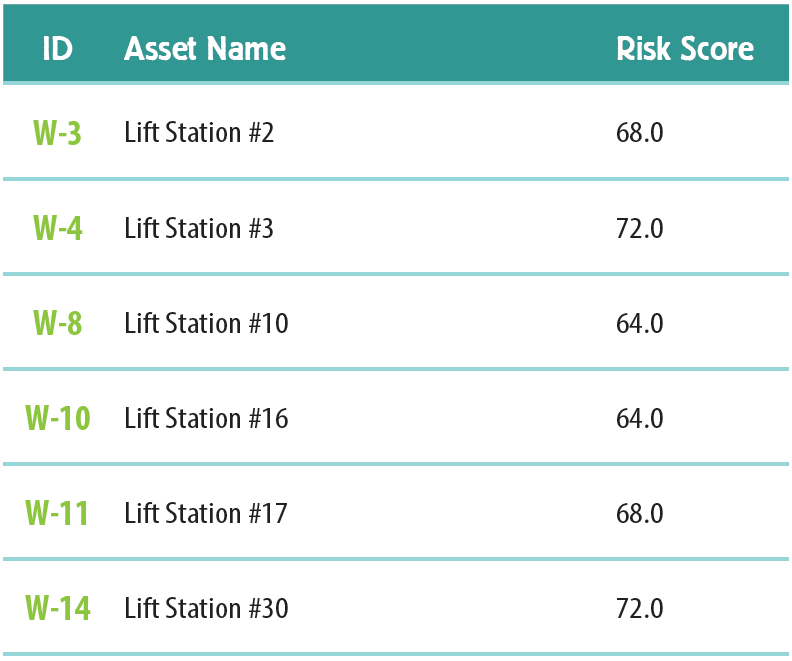 ID Asset Name Risk Score
W-3 Lift Station #2 68.0
W-4 Lift Station #3 72.0
W-8 Lift Station #10 64.0
W-10 Lift Station #16 64.0
W-11 Lift Station #17 68.0
W-14 Lift Station #30 72.0